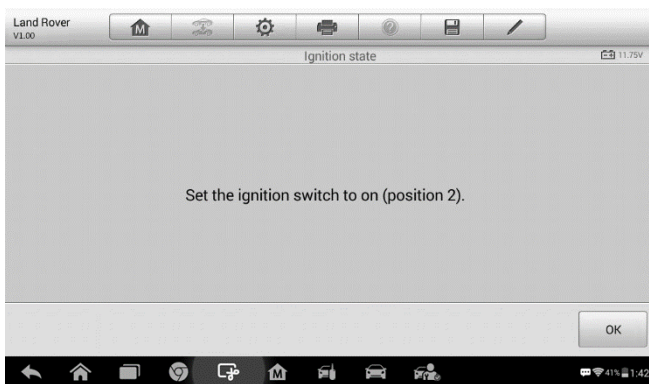 Land Rover
V1.00
M
?
Ignition state
11.75V
Set the ignition switch to on (position 2).
OK
M
41%
1:42